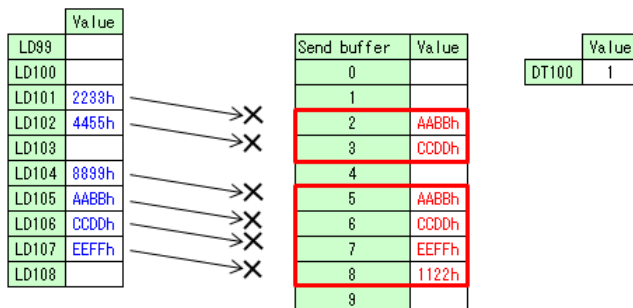 Value
LD99
LD100
LD101 2233h
LD102 4455h
LD103
LD104 8899h
LD105 AABBh
LD106 CCDDh
LD107 EEFFh
LD108
Send buffer Value
0
1
2 AABBh
3 CCDDh
4
5 AABBh
6 CCDDh
7 EEFFh
8 1122h
9
Value
DT100 1